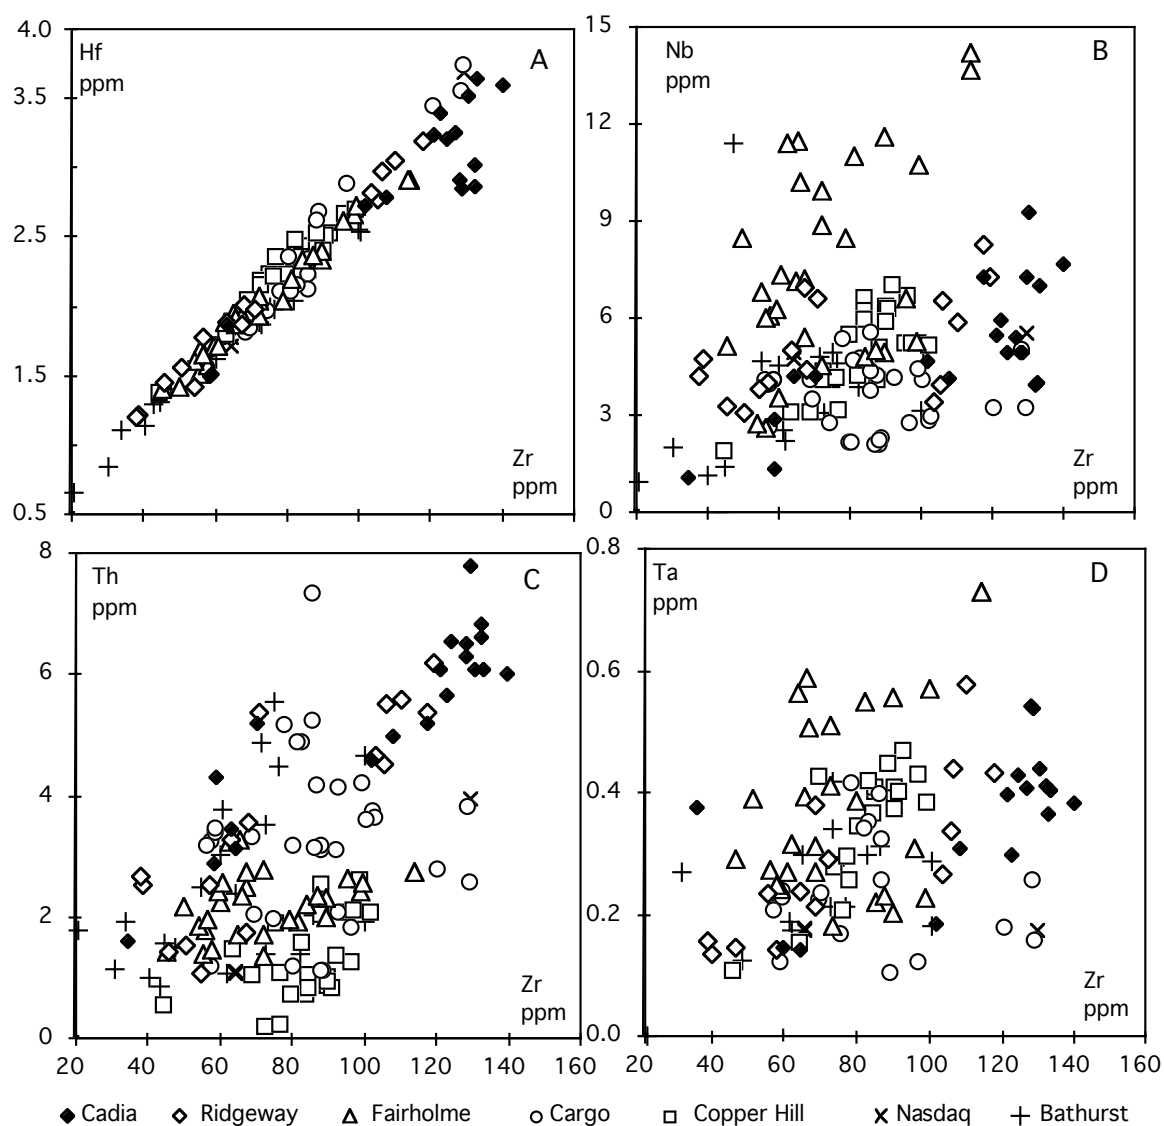 4.0
3.5
2.5
1.5
0.5
Hf
ppm
A
Zr
ppm
15
12
9
6
3
0
Nb
ppm
B
Zr
ppm
8
6
4
2
0
Th
ppm
C
Zr
ppm
0.8
0.6
0.4
0.2
0.0
Ta
ppm
D
Zr
ppm
20 40 60 80 100 120 140 160
20 40 60 80 100 120 140 160
Cadia Ridgeway Fairholme Cargo Copper Hill Nasdaq Bathurst